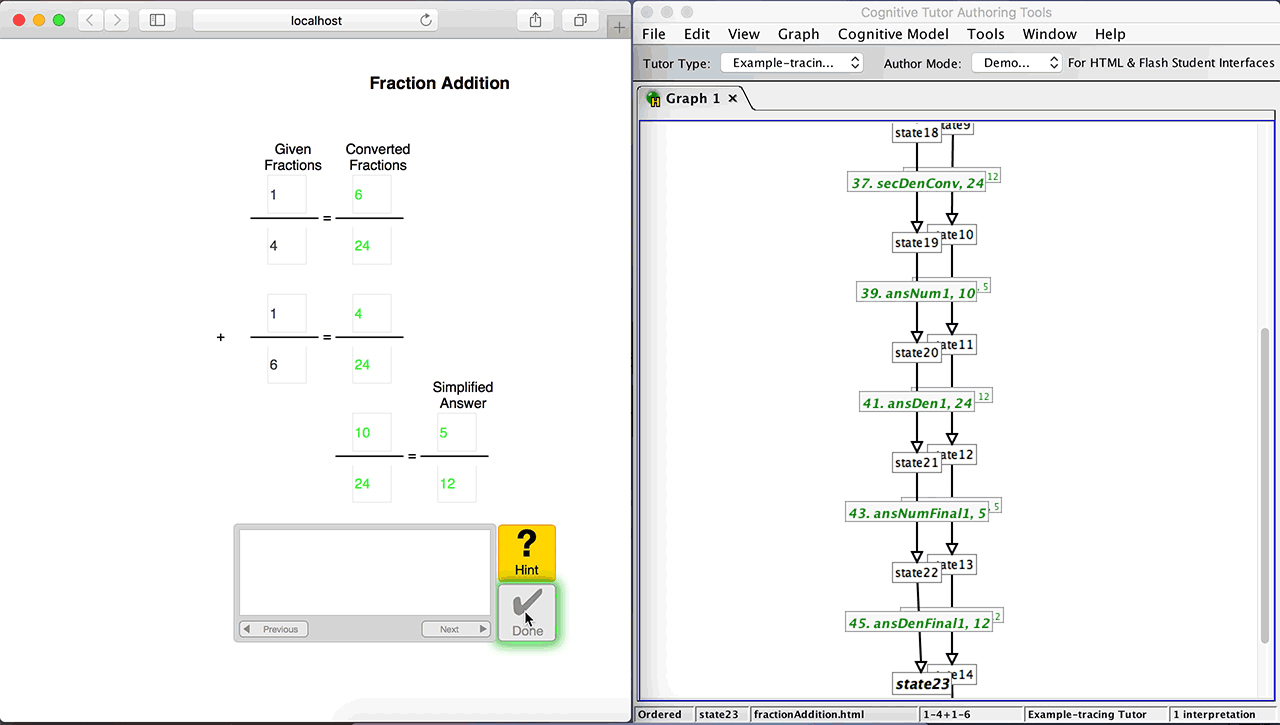 localhost
Fraction Addition
Given Fractions
Converted Fractions
1 = 6
4 24
+ 1 = 4
6 24
Simplified Answer
10 = 5
24 12
?
Hint
Done
Previous
Next
Cognitive Tutor Authoring Tools
File Edit View Graph Cognitive Model Tools Window Help
Tutor Type: Example-tracin... Author Mode: Demo... For HTML & Flash Student Interfaces
Graph 1 ×
state18
37. secDenConv, 24 12
state19 ate10
39. ansNum1, 10 , 5
state20 ate11
41. ansDen1, 24 12
state21 ate12
43. ansNumFinal1, 5 , 5
state22 ate13
45. ansDenFinal1, 12 2
state23 e14
Ordered state23 fractionAddition.html 1-4+1-6 Example-tracing Tutor 1 interpretation